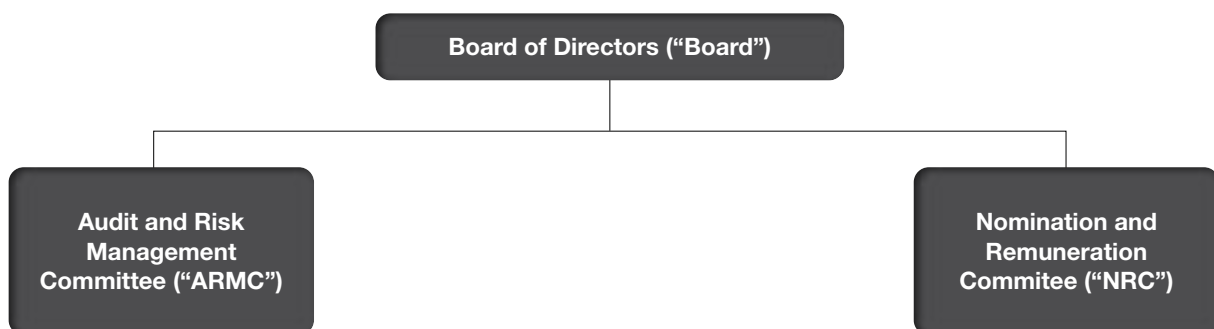 Board of Directors (“Board”)
Audit and Risk
Management
Committee (“ARMC”)
Nomination and
Remuneration
Commitee (“NRC”)